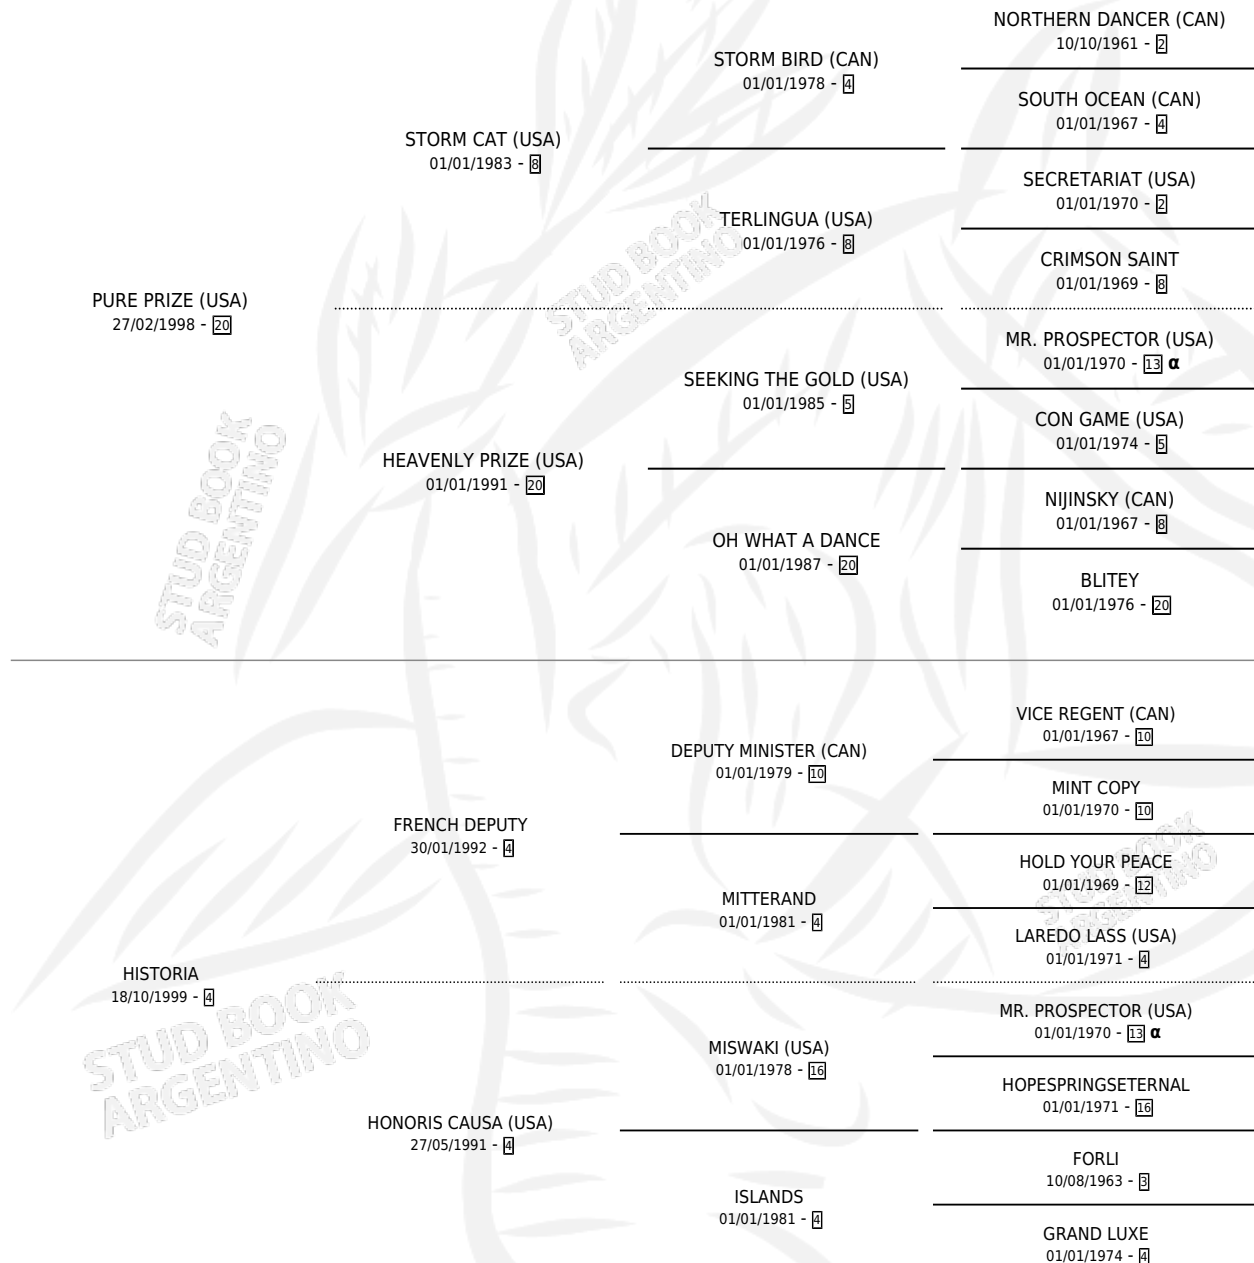 NORTHERN DANCER (CAN)
10/10/1961 - 2
STORM BIRD (CAN)
01/01/1978 - 4
SOUTH OCEAN (CAN)
01/01/1967 - 4
STORM CAT (USA)
01/01/1983 - 8
SECRETARIAT (USA)
01/01/1970 - 2
TERLINGUA (USA)
01/01/1976 - 8
CRIMSON SAINT
01/01/1969 - 8
PURE PRIZE (USA)
27/02/1998 - 20
MR. PROSPECTOR (USA)
01/01/1970 - 13 α
SEEKING THE GOLD (USA)
01/01/1985 - 5
CON GAME (USA)
01/01/1974 - 5
HEAVENLY PRIZE (USA)
01/01/1991 - 20
NIJINSKY (CAN)
01/01/1967 - 8
OH WHAT A DANCE
01/01/1987 - 20
BLITEY
01/01/1976 - 20
VICE REGENT (CAN)
01/01/1967 - 10
DEPUTY MINISTER (CAN)
01/01/1979 - 10
MINT COPY
01/01/1970 - 10
FRENCH DEPUTY
30/01/1992 - 4
HOLD YOUR PEACE
01/01/1969 - 12
MITTERAND
01/01/1981 - 4
LAREDO LASS (USA)
01/01/1971 - 4
HISTORIA
18/10/1999 - 4
MR. PROSPECTOR (USA)
01/01/1970 - 13 α
MISWAKI (USA)
01/01/1978 - 16
HOPESPRINGSETERNAL
01/01/1971 - 16
HONORIS CAUSA (USA)
27/05/1991 - 4
FORLI
10/08/1963 - 3
ISLANDS
01/01/1981 - 4
GRAND LUXE
01/01/1974 - 4
STUD BOOK
ARGENTINO
STUD BOOK
ARGENTINO
STUD BOOK
ARGENTINO
STUD BOOK
ARGENTINO